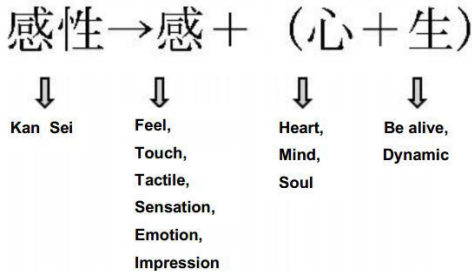 感性→感＋（心＋生）
Kan Sei
Feel,
Touch,
Tactile,
Sensation,
Emotion,
Impression
Heart,
Mind,
Soul
Be alive,
Dynamic